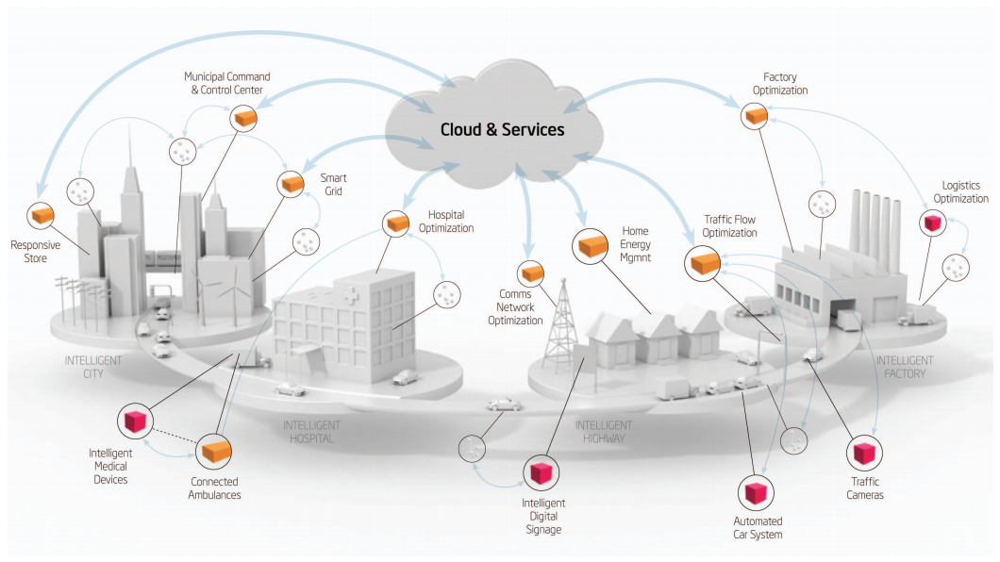 Municipal Command
& Control Center
Cloud & Services
Factory
Optimization
Smart
Grid
Responsive
Store
Hospital
Optimization
Home
Energy
Mgmnt
Traffic Flow
Optimization
Logistics
Optimization
Comms
Network
Optimization
INTELLIGENT
CITY
INTELLIGENT
HOSPITAL
INTELLIGENT
HIGHWAY
INTELLIGENT
FACTORY
Intelligent
Medical
Devices
Connected
Ambulances
Intelligent
Digital
Signage
Automated
Car System
Traffic
Cameras